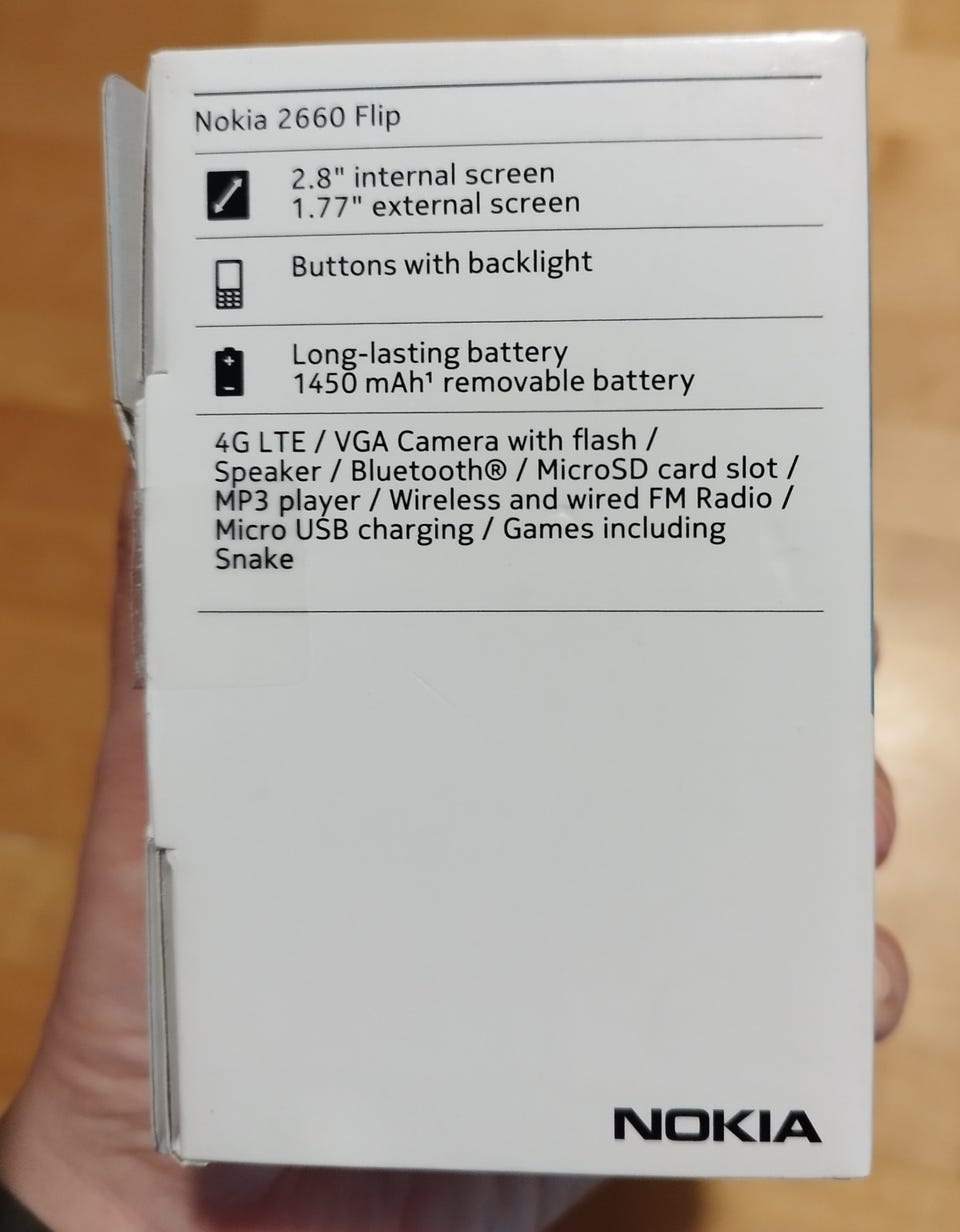 Nokia 2660 Flip
2.8" internal screen
1.77" external screen
Buttons with backlight
Long-lasting battery
1450 mAh¹ removable battery
4G LTE / VGA Camera with flash /
Speaker / Bluetooth® / MicroSD card slot /
MP3 player / Wireless and wired FM Radio /
Micro USB charging / Games including
Snake
NOKIA